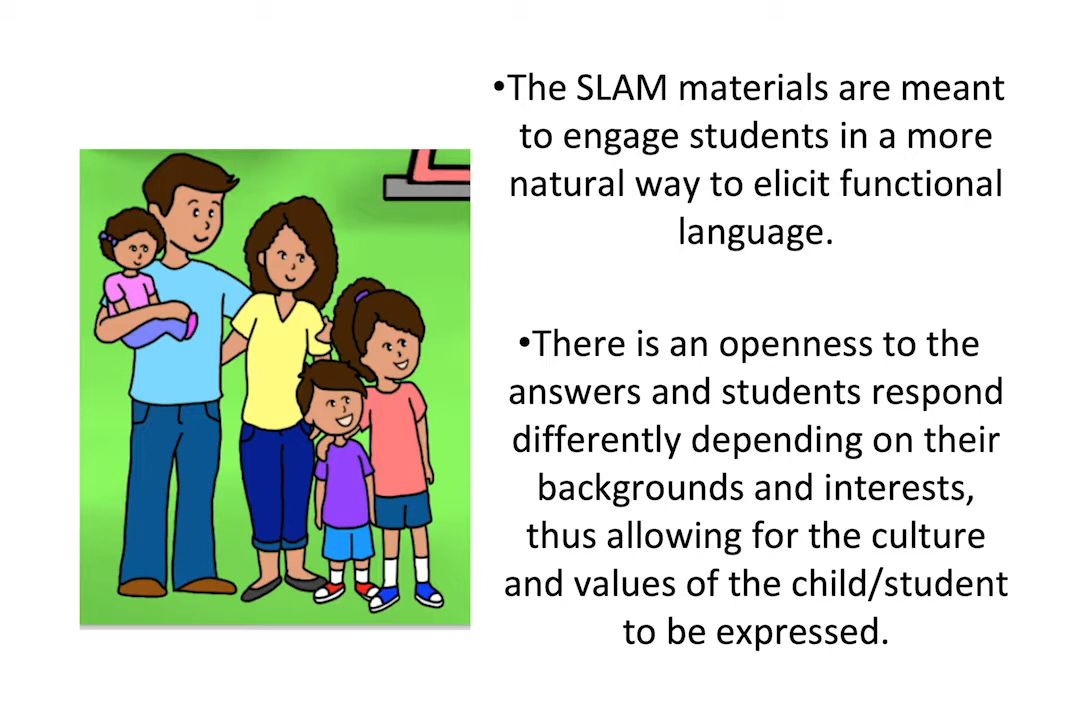 •The SLAM materials are meant
to engage students in a more
natural way to elicit functional
language.
•There is an openness to the
answers and students respond
differently depending on their
backgrounds and interests,
thus allowing for the culture
and values of the child/student
to be expressed.